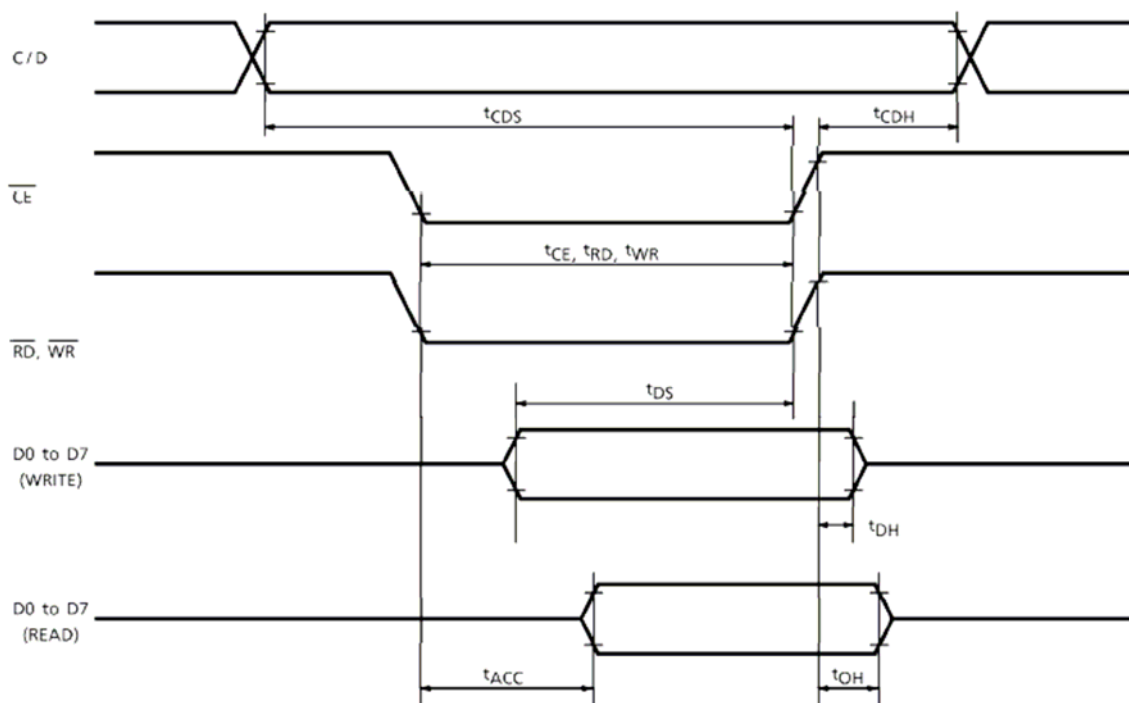 C/D
tCDS
tCDH
CE
tCE, tRD, tWR
RD, WR
tDS
D0 to D7
(WRITE)
tDH
D0 to D7
(READ)
tACC
tOH